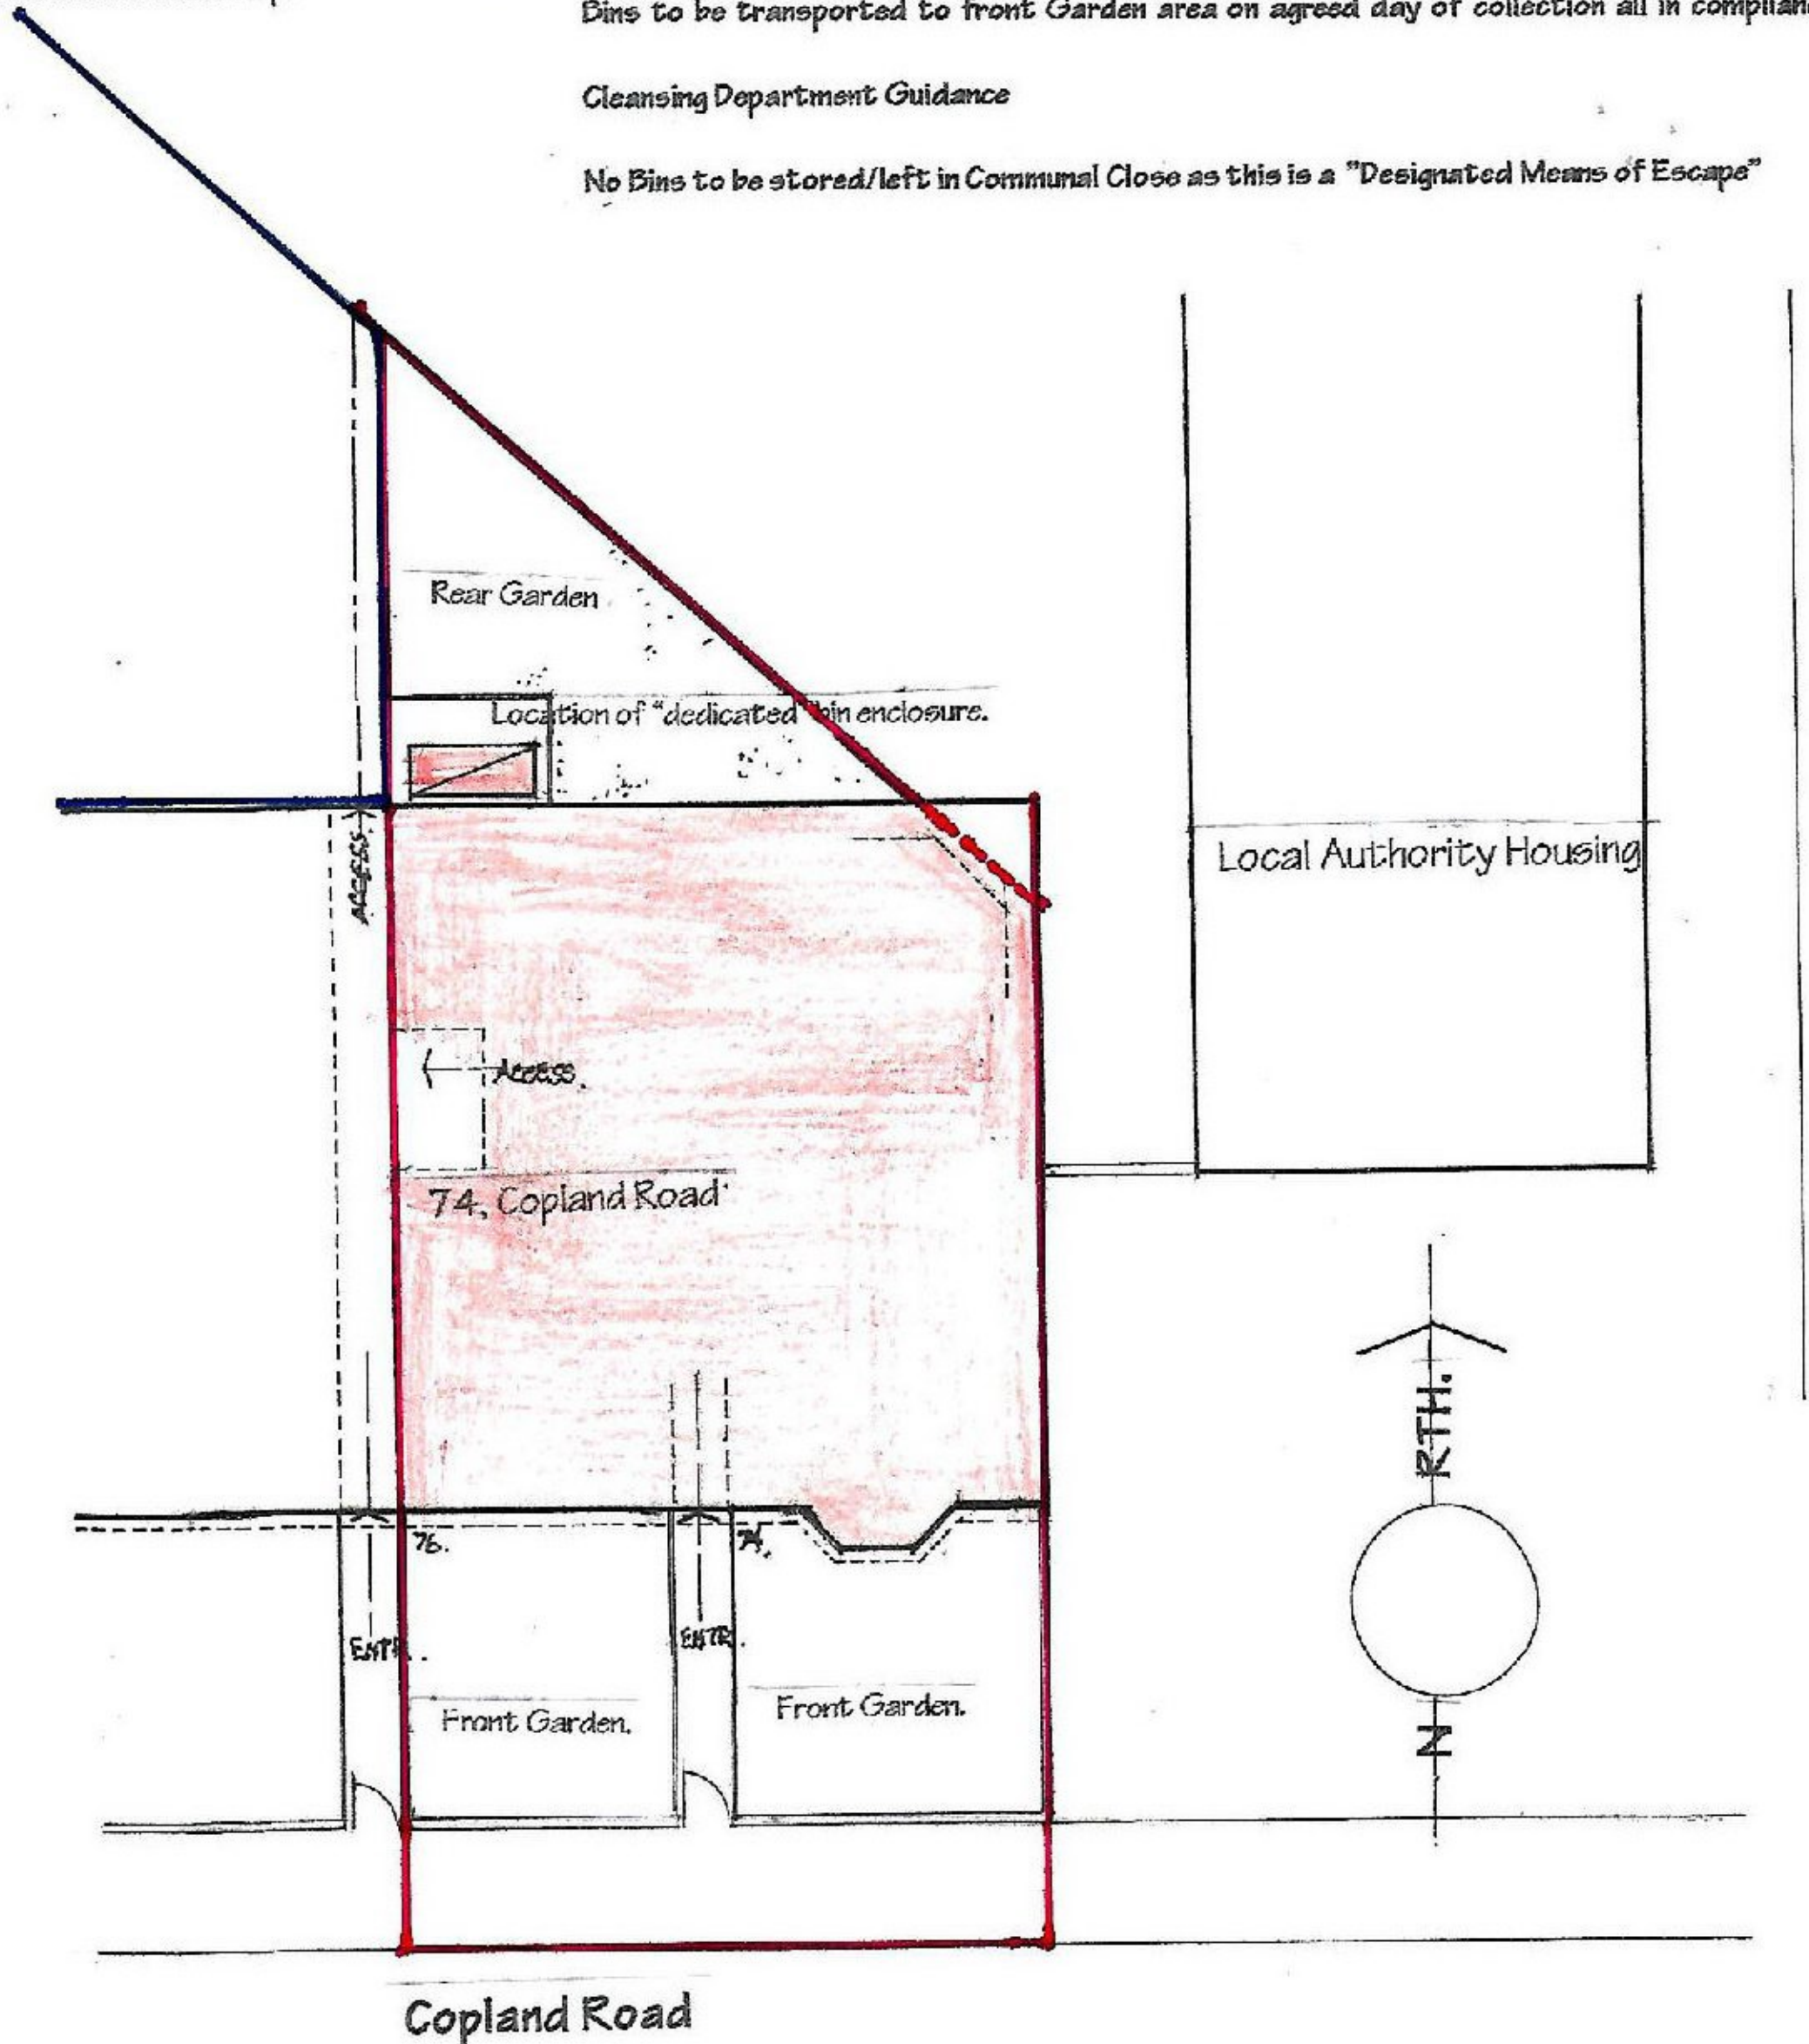 Bins to be transported to front Garden area on agreed day of collection all in
Cleansing Department Guidance
No Bins to be stored/left in Communal Close as this is a "Designated Means of Escape"
Rear Garden
Location of "dedicated" bin enclosure.
ACCESS.
Local Authority Housing
Access.
74, Copland Road
RTH.
76.
74.
ENTR.
ENTR.
Front Garden.
Front Garden.
N
Copland Road